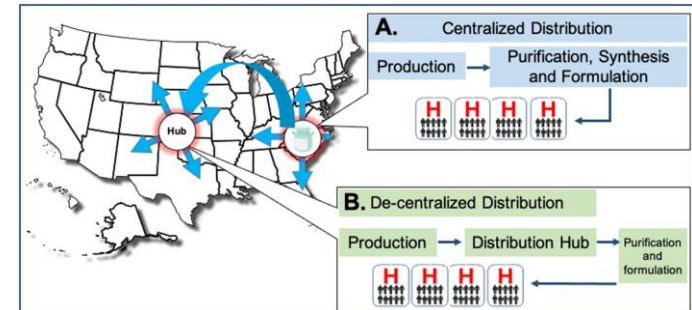 A. Centralized Distribution
Production
Purification, Synthesis
and Formulation
H H H H
Hub
B. De-centralized Distribution
Production
Distribution Hub
Purification
and
formulation
H H H H